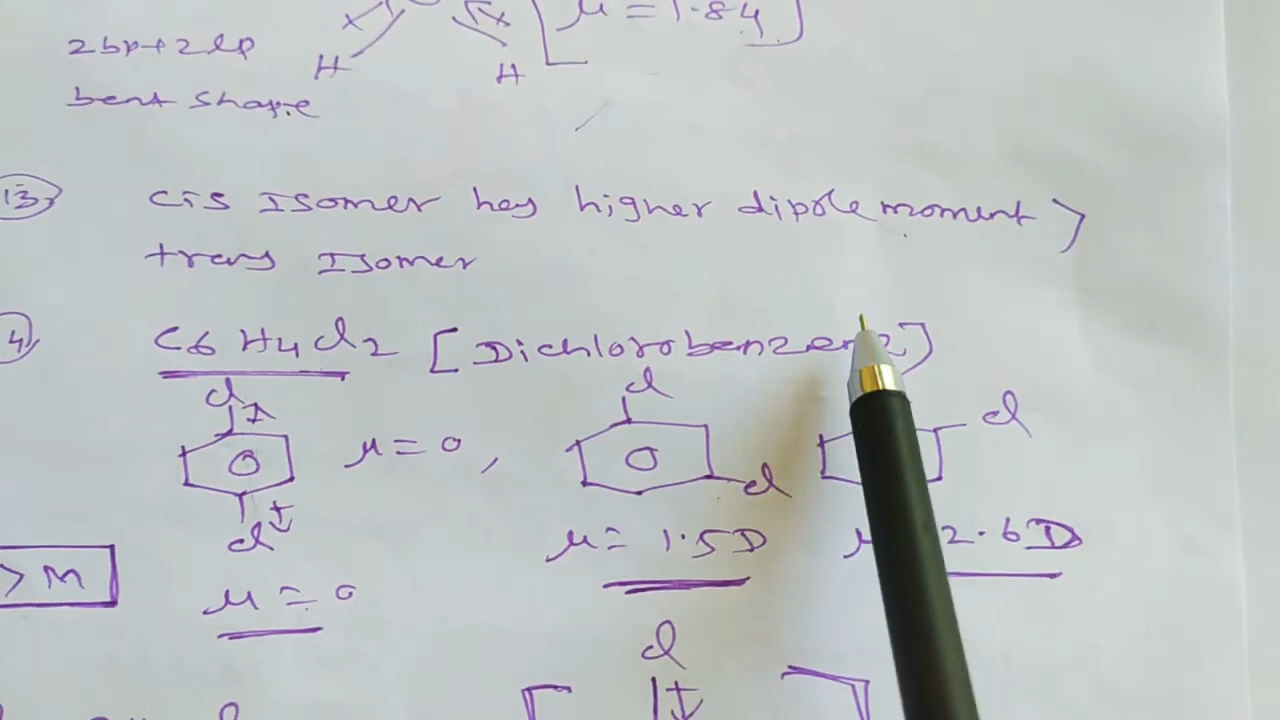 μ = 1.84]
2bp+2lp
H H
bent shape
13, cis Isomer has higher dipole moment >
trans Isomer
4, C6H4Cl2 [Dichlorobenzene]
Cl Cl Cl
μ = 0 ,
Cl Cl
μ = 1.5D 2.6D
> m
μ = 0
Cl